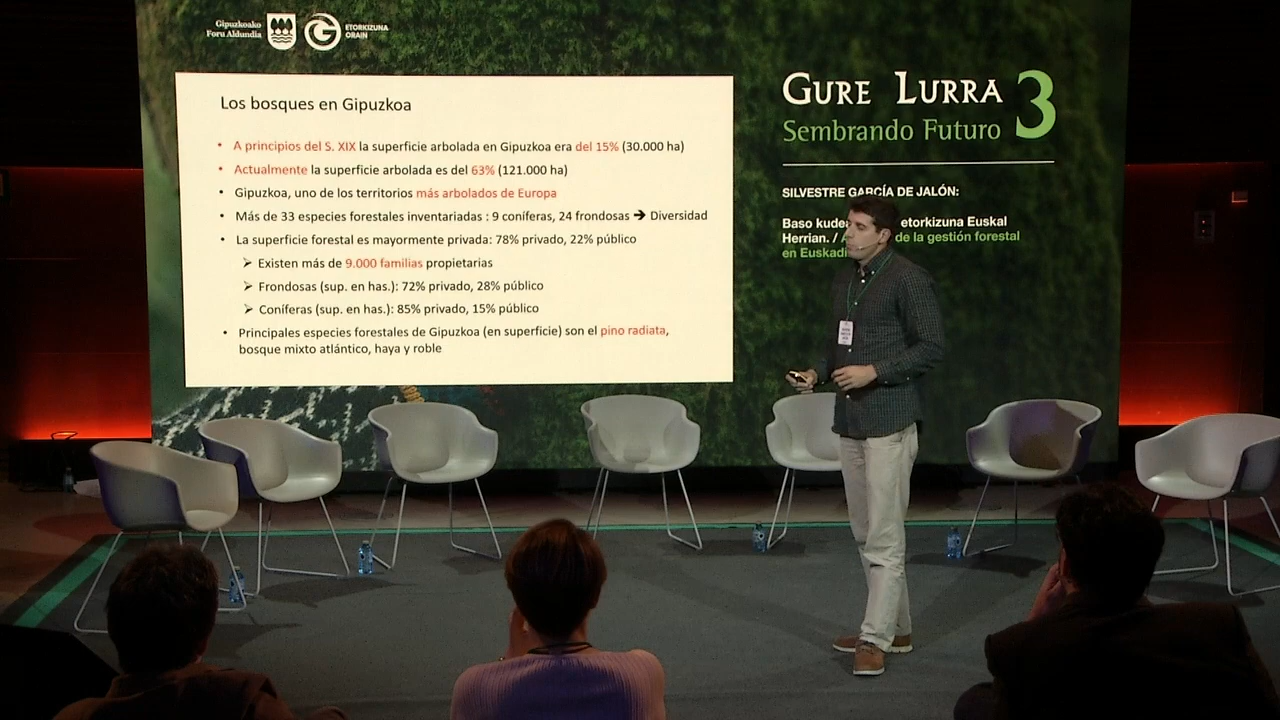 Gipuzkoako
Foru Aldundia
ETORKIZUNA
ORAIN
Los bosques en Gipuzkoa
• A principios del S. XIX la superficie arbolada en Gipuzkoa era del 15% (30.000 ha)
• Actualmente la superficie arbolada es del 63% (121.000 ha)
• Gipuzkoa, uno de los territorios más arbolados de Europa
• Más de 33 especies forestales inventariadas : 9 coníferas, 24 frondosas ➔ Diversidad
• La superficie forestal es mayormente privada: 78% privado, 22% público
➢ Existen más de 9.000 familias propietarias
➢ Frondosas (sup. en has.): 72% privado, 28% público
➢ Coníferas (sup. en has.): 85% privado, 15% público
• Principales especies forestales de Gipuzkoa (en superficie) son el pino radiata,
bosque mixto atlántico, haya y roble
GURE LURRA 3
Sembrando Futuro
SILVESTRE GARCÍA DE JALÓN:
Baso etorkizuna Euskal
Herrian. / de la gestión forestal
en Euskadi